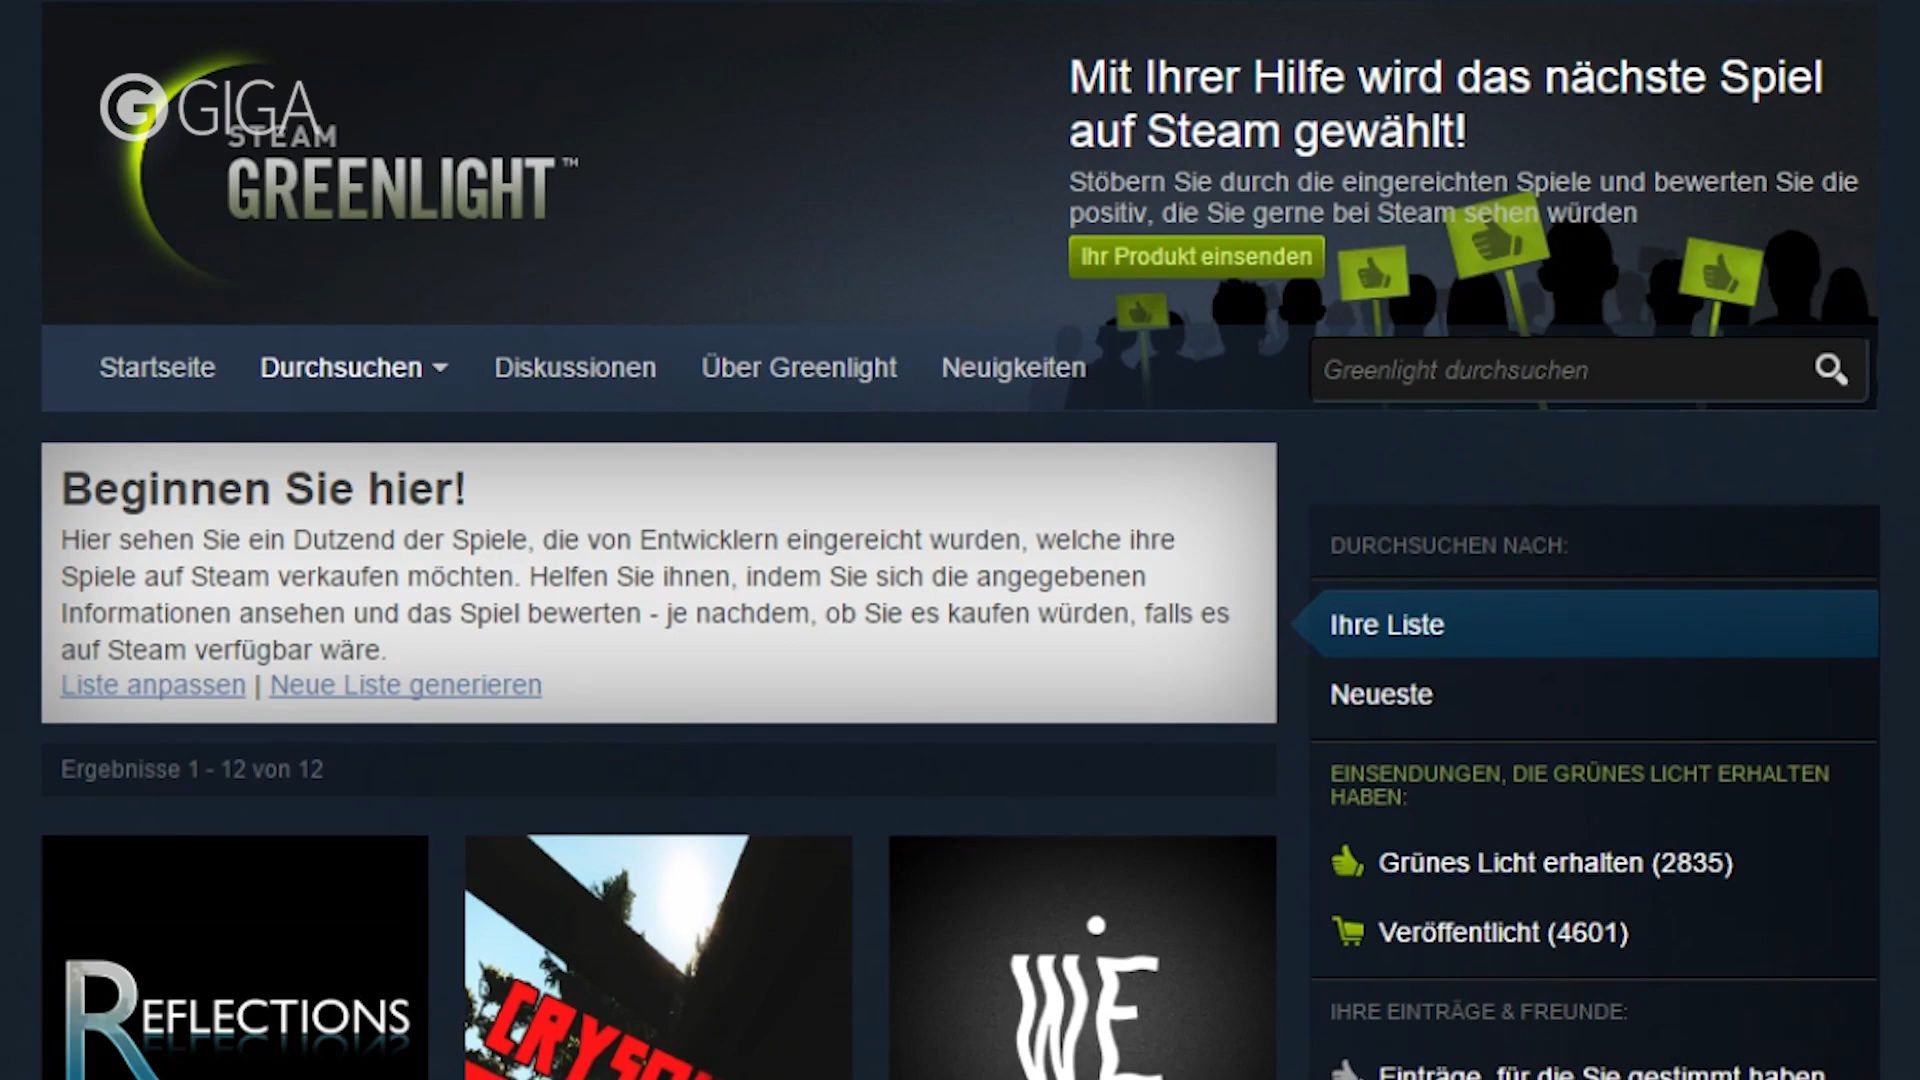 GIGA
STEAM
GREENLIGHT™
Mit Ihrer Hilfe wird das nächste Spiel
auf Steam gewählt!
Stöbern Sie durch die eingereichten Spiele und bewerten Sie die
positiv, die Sie gerne bei Steam sehen würden
Ihr Produkt einsenden
Startseite Durchsuchen Diskussionen Über Greenlight Neuigkeiten
Greenlight durchsuchen
Beginnen Sie hier!
Hier sehen Sie ein Dutzend der Spiele, die von Entwicklern eingereicht wurden, welche ihre
Spiele auf Steam verkaufen möchten. Helfen Sie ihnen, indem Sie sich die angegebenen
Informationen ansehen und das Spiel bewerten - je nachdem, ob Sie es kaufen würden, falls es
auf Steam verfügbar wäre.
Liste anpassen | Neue Liste generieren
Ergebnisse 1 - 12 von 12
REFLECTIONS
WE
DURCHSUCHEN NACH:
Ihre Liste
Neueste
EINSENDUNGEN, DIE GRÜNES LICHT ERHALTEN
HABEN:
Grünes Licht erhalten (2835)
Veröffentlicht (4601)
IHRE EINTRÄGE & FREUNDE:
Einträge, für die Sie gestimmt haben